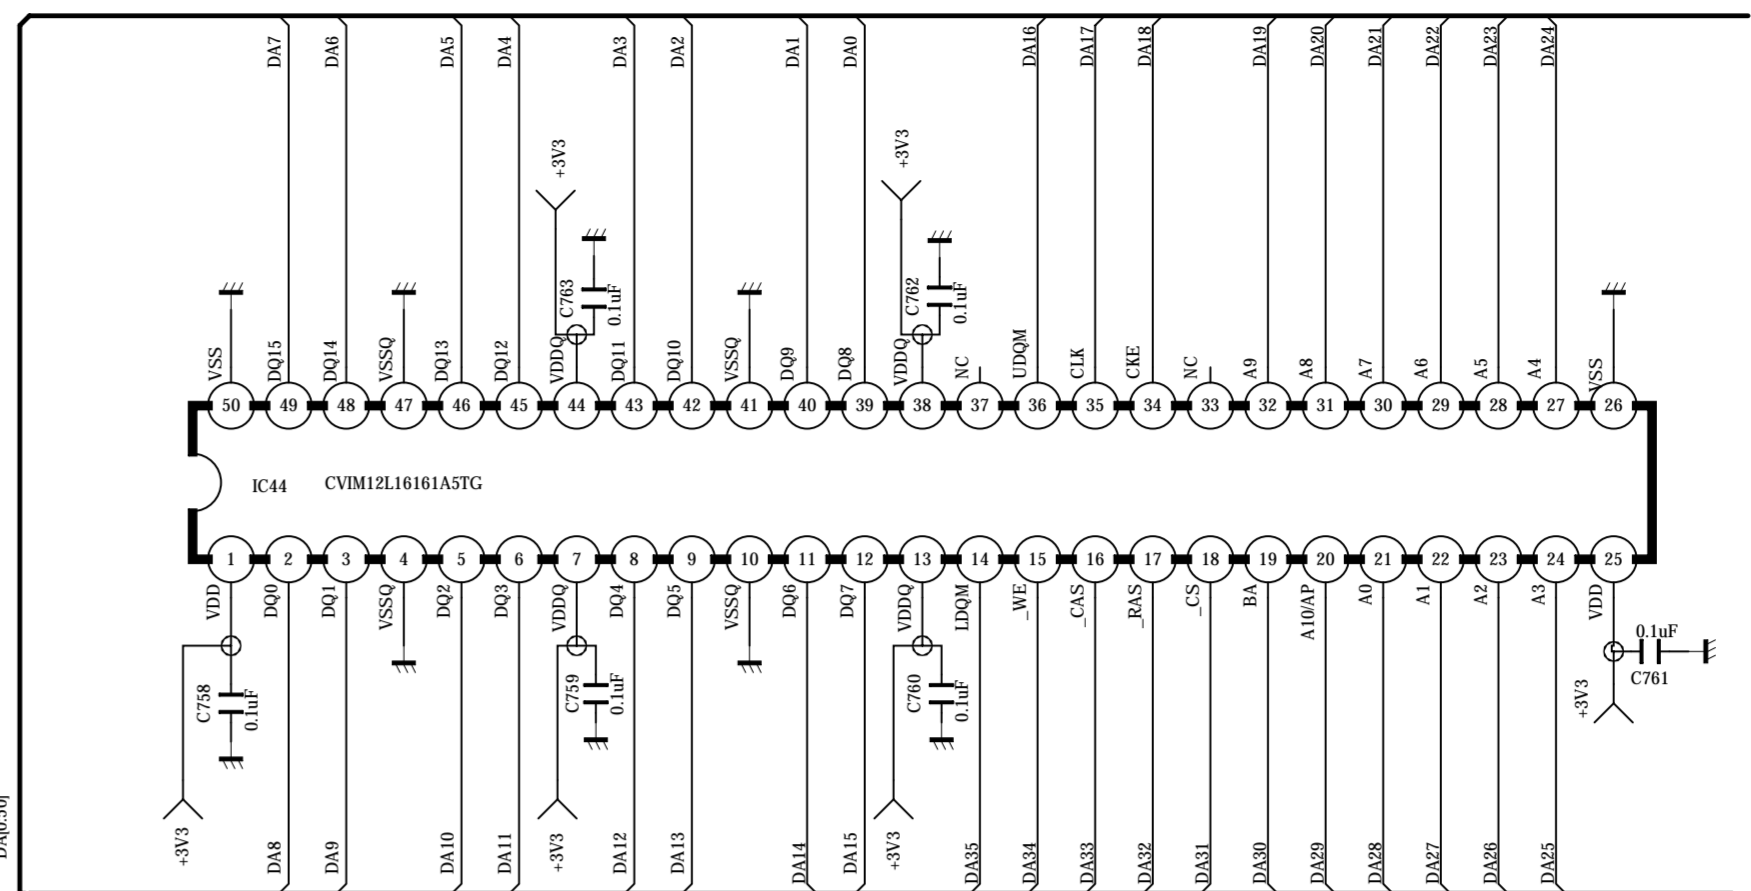 DA7
DA6
DA5
DA4
DA3
DA2
DA1
DA0
DA16
DA17
DA18
DA19
DA20
DA21
DA22
DA23
DA24
+3V3
+3V3
C763
0.1uF
C762
0.1uF
VSS
DQ15
DQ14
VSSQ
DQ13
DQ12
VDDQ
DQ11
DQ10
VSSQ
DQ9
DQ8
VDDQ
NC
UDQM
CLK
CKE
NC
A9
A8
A7
A6
A5
A4
VSS
50 49 48 47 46 45 44 43 42 41 40 39 38 37 36 35 34 33 32 31 30 29 28 27 26
IC44 CVIM12L16161A5TG
1 2 3 4 5 6 7 8 9 10 11 12 13 14 15 16 17 18 19 20 21 22 23 24 25
VDD
DQ0
DQ1
VSSQ
DQ2
DQ3
VDDQ
DQ4
DQ5
VSSQ
DQ6
DQ7
VDDQ
LDQM
_WE
_CAS
_RAS
_CS
BA
A10/AP
A0
A1
A2
A3
VDD
C758
0.1uF
C759
0.1uF
C760
0.1uF
0.1uF
C761
+3V3
+3V3
+3V3
+3V3
DA8
DA9
DA10
DA11
DA12
DA13
DA14
DA15
DA35
DA34
DA33
DA32
DA31
DA30
DA29
DA28
DA27
DA26
DA25